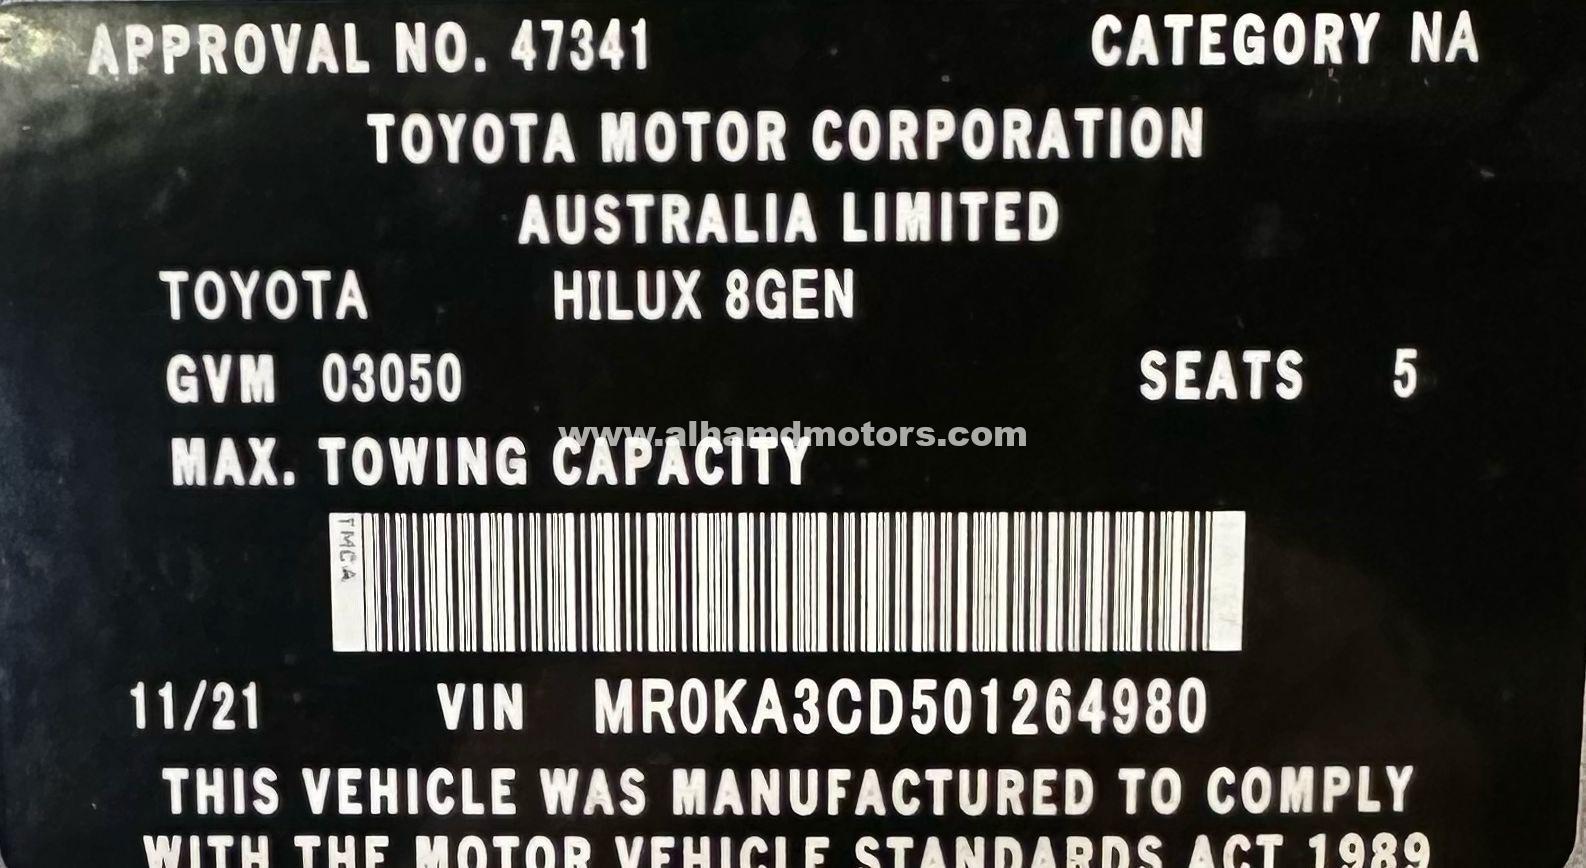 APPROVAL NO. 47341 CATEGORY NA
TOYOTA MOTOR CORPORATION
AUSTRALIA LIMITED
TOYOTA HILUX 8GEN
GVM 03050 SEATS 5
www.alhamdmotors.com
MAX. TOWING CAPACITY
TMCA
11/21 VIN MR0KA3CD501264980
THIS VEHICLE WAS MANUFACTURED TO COMPLY
WITH THE MOTOR VEHICLE STANDARDS ACT 1989